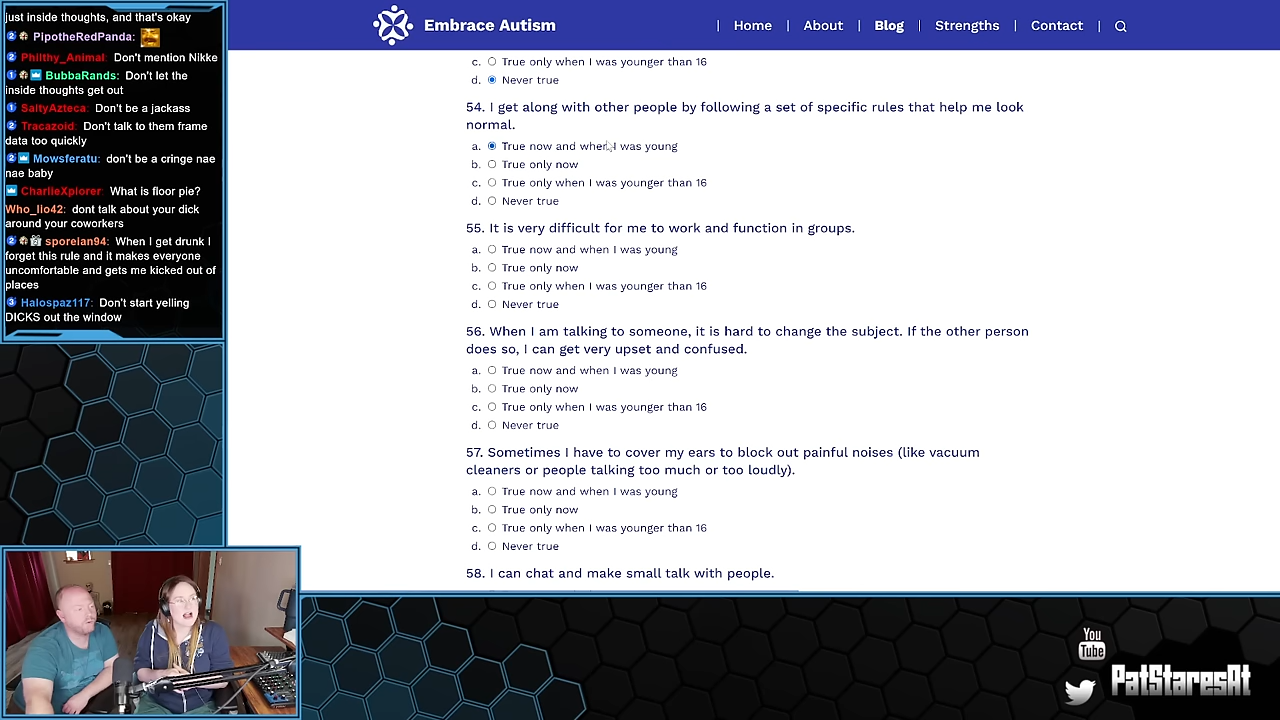 just inside thoughts, and that's okay
PipotheRedPanda:
Philthy_Animal: Don't mention Nikke
BubbaRands: Don't let the
inside thoughts get out
SaltyAzteca: Don't be a jackass
Tracazoid: Don't talk to them frame
data too quickly
Mowsferatu: don't be a cringe nae
nae baby
CharlieXplorer: What is floor pie?
Who_Ilo42: dont talk about your dick
around your coworkers
sporeian94: When I get drunk I
forget this rule and it makes everyone
uncomfortable and gets me kicked out of
places
Halospaz117: Don't start yelling
DICKS out the window
Embrace Autism
Home | About | Blog | Strengths | Contact
c. True only when I was younger than 16
d. Never true
54. I get along with other people by following a set of specific rules that help me look
normal.
a. True now and when I was young
b. True only now
c. True only when I was younger than 16
d. Never true
55. It is very difficult for me to work and function in groups.
a. True now and when I was young
b. True only now
c. True only when I was younger than 16
d. Never true
56. When I am talking to someone, it is hard to change the subject. If the other person
does so, I can get very upset and confused.
a. True now and when I was young
b. True only now
c. True only when I was younger than 16
d. Never true
57. Sometimes I have to cover my ears to block out painful noises (like vacuum
cleaners or people talking too much or too loudly).
a. True now and when I was young
b. True only now
c. True only when I was younger than 16
d. Never true
58. I can chat and make small talk with people.
You
Tube
PatStaresAt